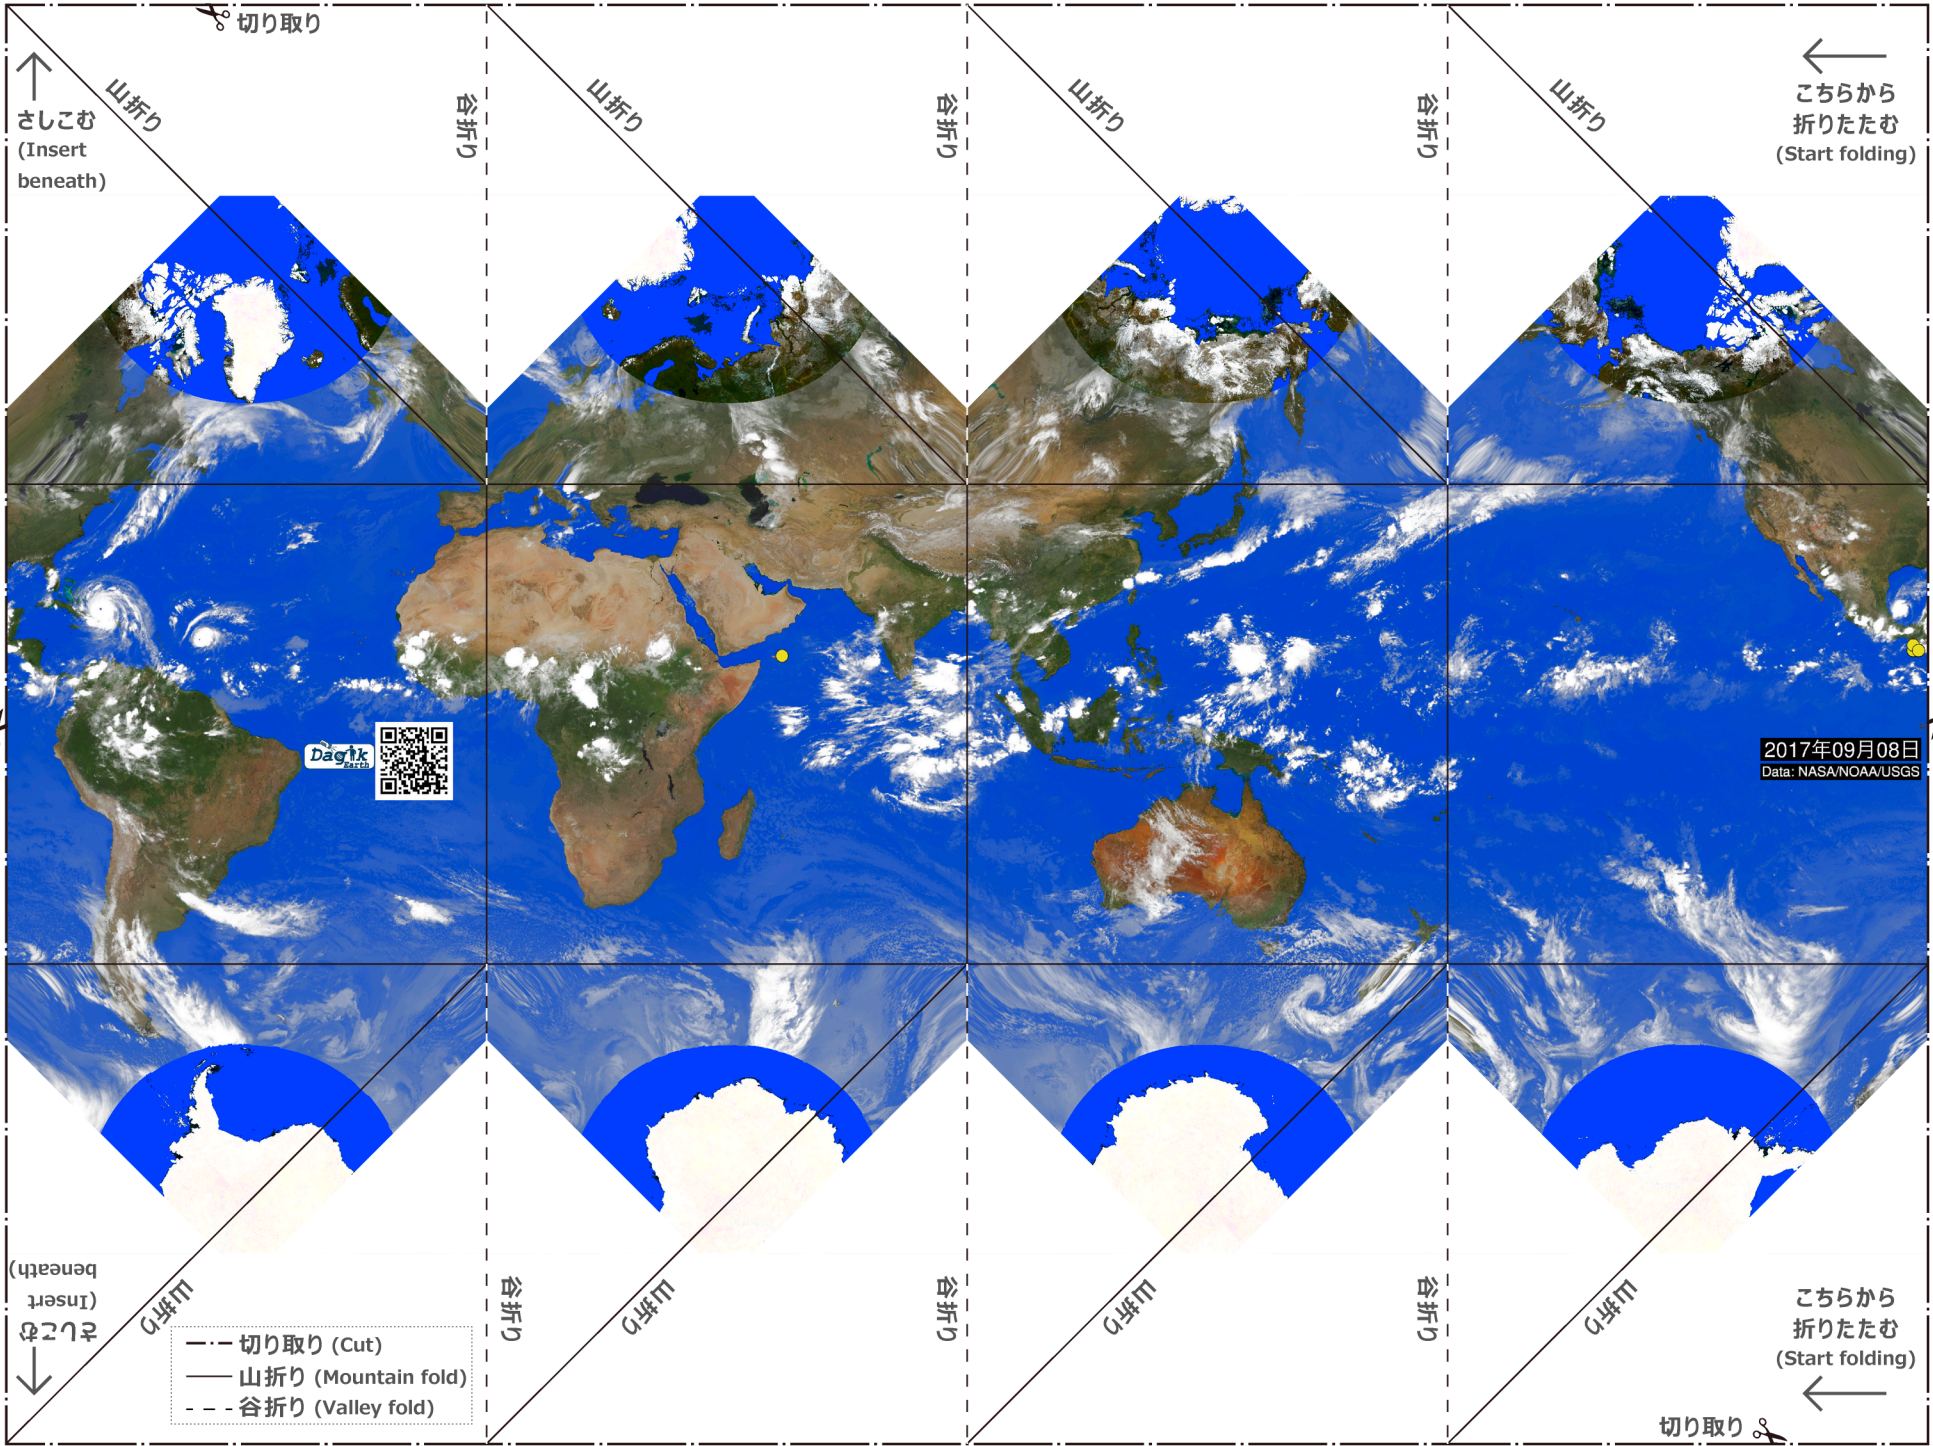 切り取り
山折り
谷折り
山折り
谷折り
山折り
谷折り
山折り
さしこむ
(Insert
beneath)
こちらから
折りたたむ
(Start folding)
Dagik
Earth
2017年09月08日
Data: NASA/NOAA/USGS
さしこむ
(Insert
beneath)
山折り
谷折り
山折り
谷折り
山折り
谷折り
山折り
こちらから
折りたたむ
(Start folding)
切り取り (Cut)
山折り (Mountain fold)
谷折り (Valley fold)
切り取り